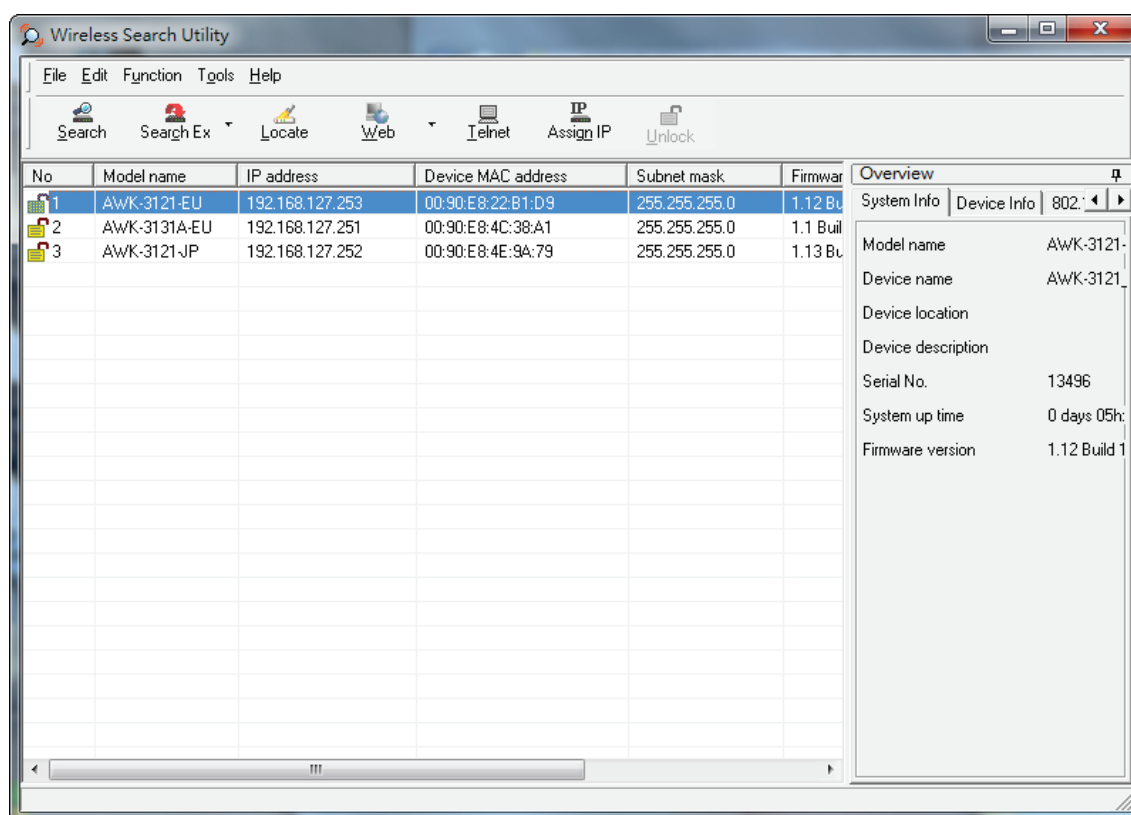 Wireless Search Utility
File Edit Function Tools Help
Search Search Ex Locate Web Telnet Assign IP Unlock
No Model name IP address Device MAC address Subnet mask Firmwar
1 AWK-3121-EU 192.168.127.253 00:90:E8:22:B1:D9 255.255.255.0 1.12 Bu
2 AWK-3131A-EU 192.168.127.251 00:90:E8:4C:38:A1 255.255.255.0 1.1 Buil
3 AWK-3121-JP 192.168.127.252 00:90:E8:4E:9A:79 255.255.255.0 1.13 Bu
Overview
System Info Device Info 802.
Model name AWK-3121-
Device name AWK-3121_
Device location
Device description
Serial No. 13496
System up time 0 days 05h:
Firmware version 1.12 Build 1